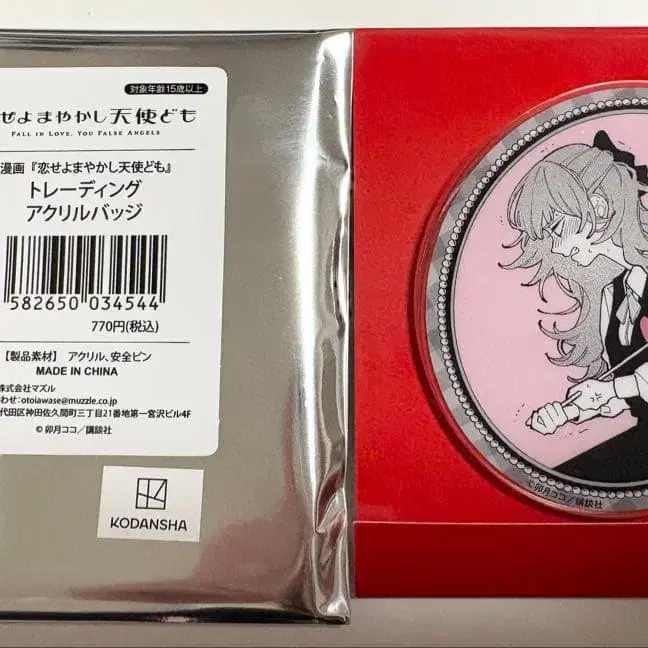 対象年齢15歳以上
せよまやかし天使ども
FALL IN LOVE, YOU FALSE ANGELS
漫画『恋せよまやかし天使ども』
トレーディング
アクリルバッジ
582650 034544
770円(税込)
【製品素材】 アクリル、安全ピン
MADE IN CHINA
株式会社マズル
わせ:otoiawase@muzzle.co.jp
代田区神田佐久間町三丁目21番地第一宮沢ビル4F
© 卯月ココ/講談社
KODANSHA
©卯月ココ/講談社